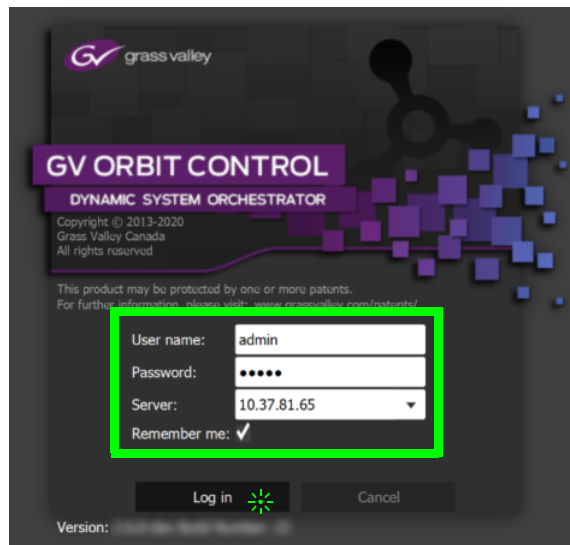 GV grass valley
GV ORBIT CONTROL
DYNAMIC SYSTEM ORCHESTRATOR
Copyright © 2013-2020
Grass Valley Canada
All rights reserved
This product may be protected by one or more patents.
For further information, please visit: www.grassvalley.com/patents/
User name: admin
Password: •••••
Server: 10.37.81.65
Remember me:
Log in Cancel
Version: